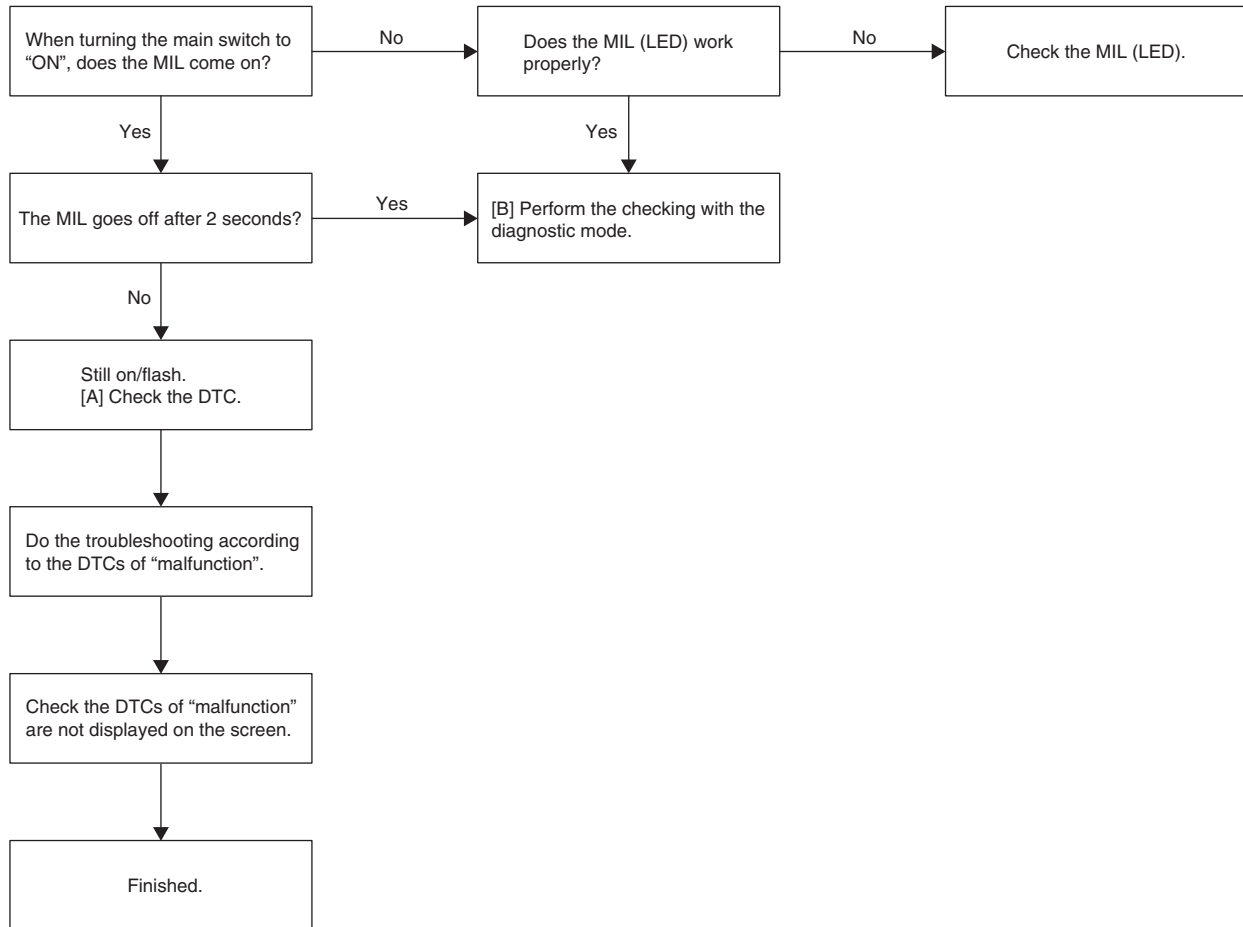 When turning the main switch to
“ON”, does the MIL come on?
No
Does the MIL (LED) work
properly?
No
Check the MIL (LED).
Yes
Yes
The MIL goes off after 2 seconds?
Yes
[B] Perform the checking with the
diagnostic mode.
No
Still on/flash.
[A] Check the DTC.
Do the troubleshooting according
to the DTCs of “malfunction”.
Check the DTCs of “malfunction”
are not displayed on the screen.
Finished.